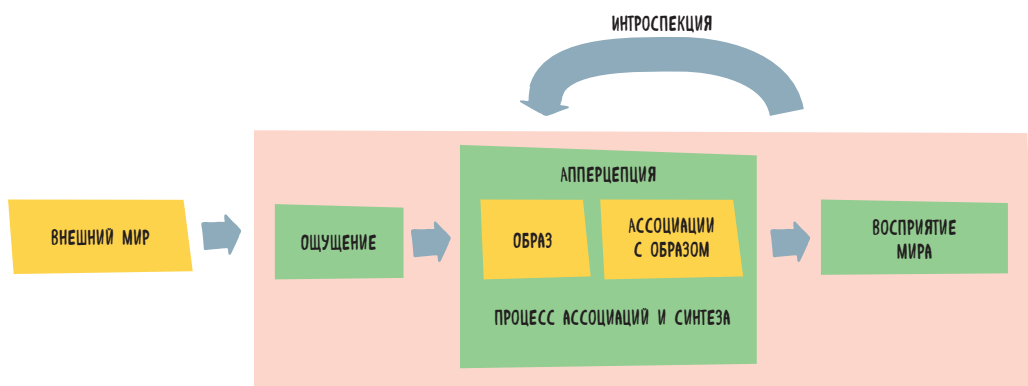 ИНТРОСПЕКЦИЯ
АППЕРЦЕПЦИЯ
ВНЕШНИЙ МИР
ОЩУЩЕНИЕ
ОБРАЗ
АССОЦИАЦИИ
С ОБРАЗОМ
ВОСПРИЯТИЕ
МИРА
ПРОЦЕСС АССОЦИАЦИЙ И СИНТЕЗА